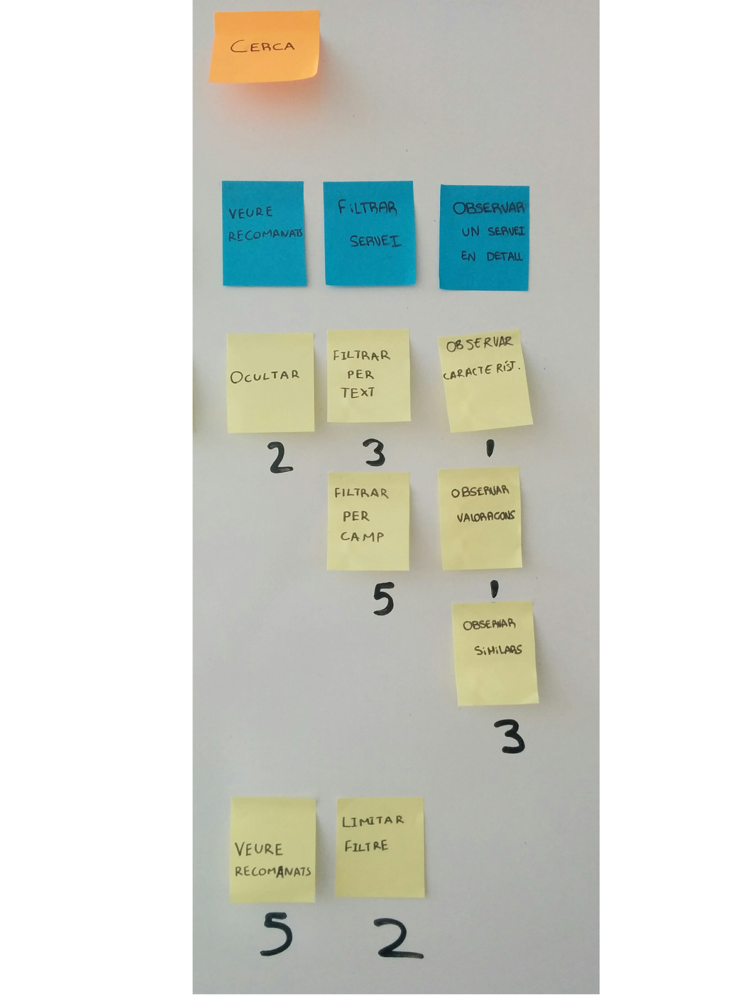 CERCA
VEURE
RECOMANATS
FILTRAR
SERVEI
OBSERVAR
UN SERVEI
EN DETALL
OCULTAR
2
FILTRAR
PER
TEXT
3
OBSERVAR
CARACTERÍST.
1
FILTRAR
PER
CAMP
5
OBSERVAR
VALORACIONS
1
OBSERVAR
SIMILARS
3
VEURE
RECOMANATS
5
LIMITAR
FILTRE
2